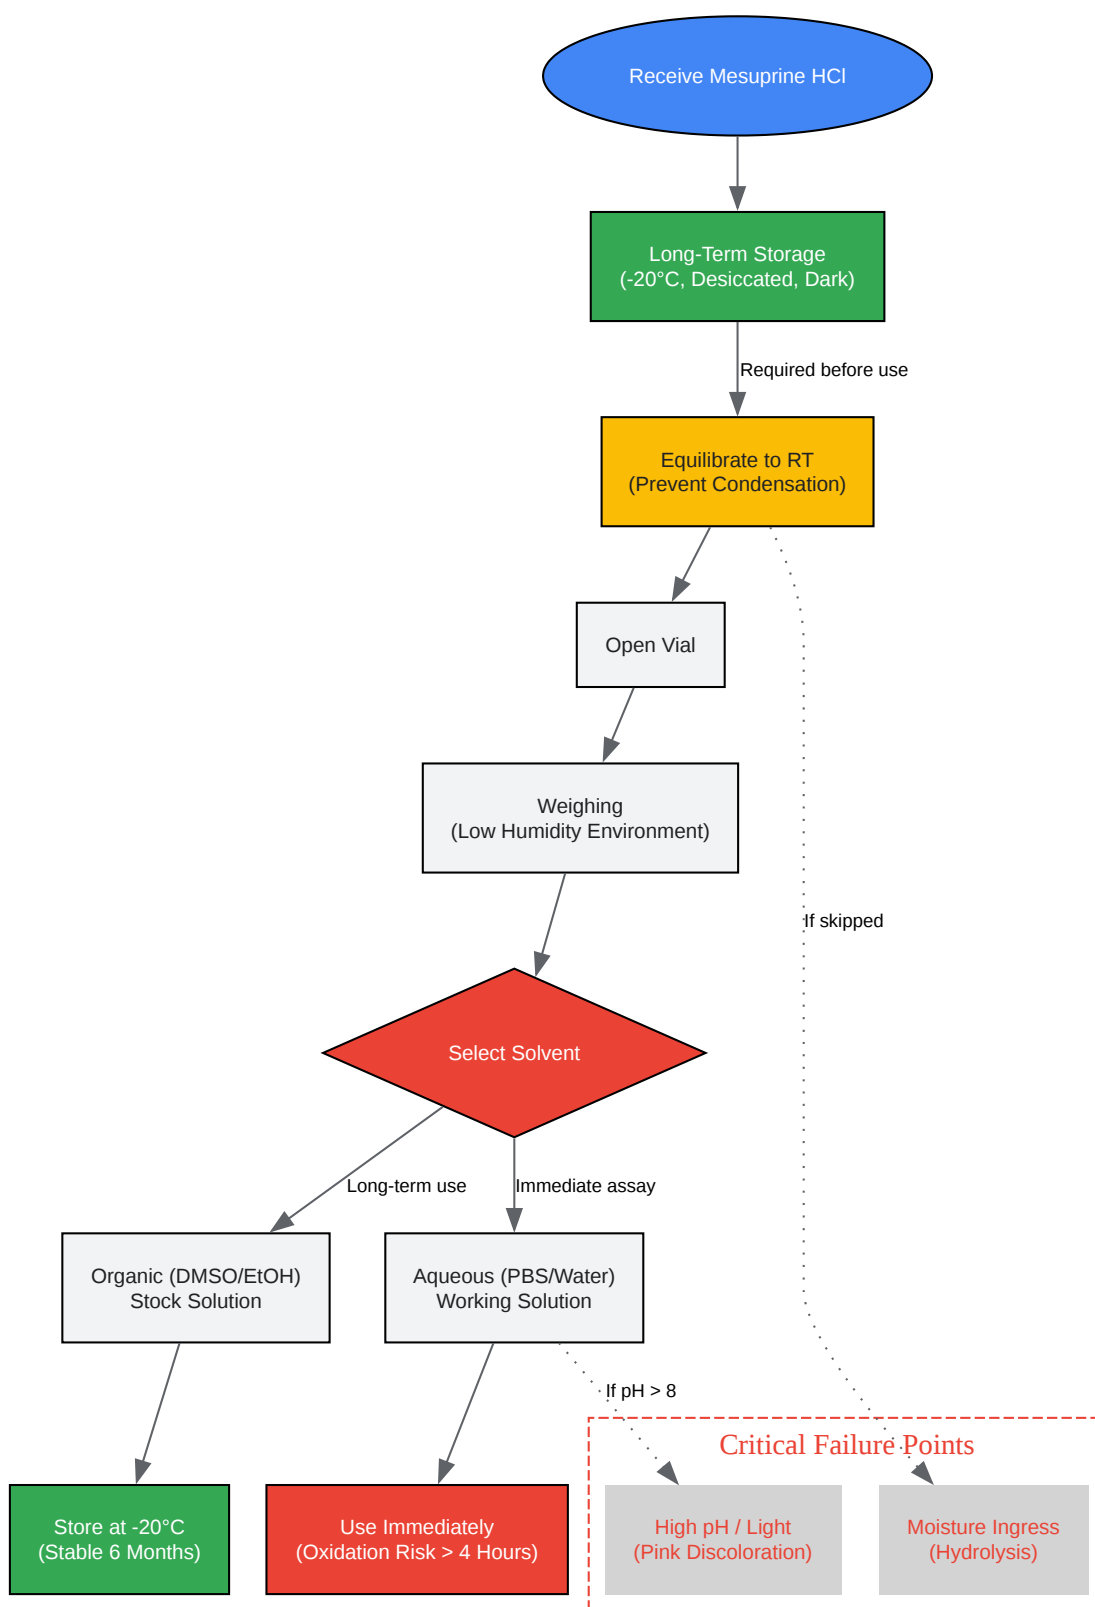 Receive Mesuprine HCl
Long-Term Storage
(-20°C, Desiccated, Dark)
Required before use
Equilibrate to RT
(Prevent Condensation)
Open Vial
Weighing
(Low Humidity Environment)
If skipped
Select Solvent
Long-term use
Immediate assay
Organic (DMSO/EtOH)
Stock Solution
Aqueous (PBS/Water)
Working Solution
If pH > 8
Critical Failure Points
Store at -20°C
(Stable 6 Months)
Use Immediately
(Oxidation Risk > 4 Hours)
High pH / Light
(Pink Discoloration)
Moisture Ingress
(Hydrolysis)